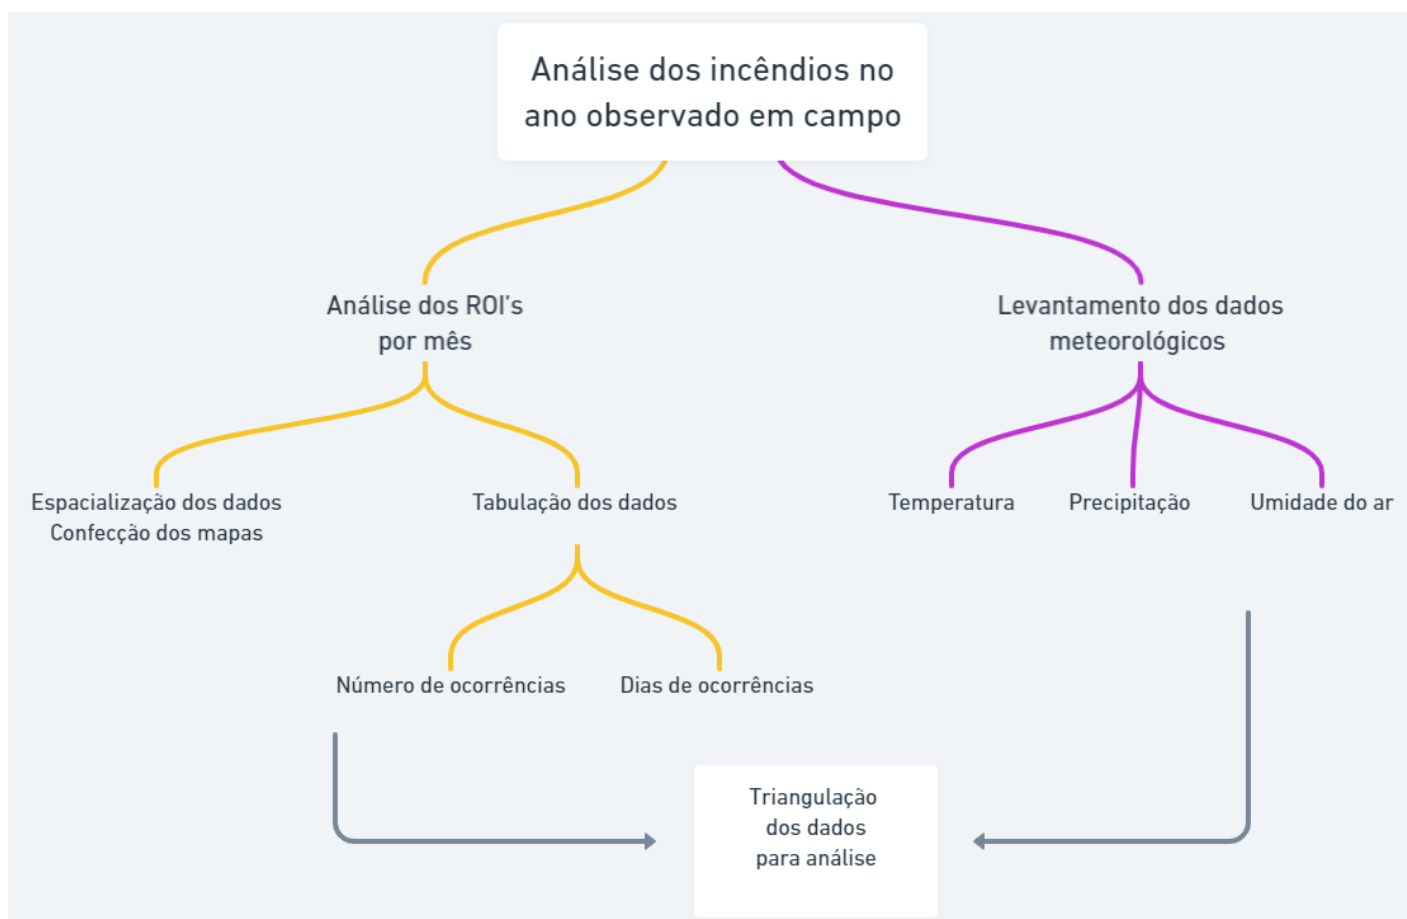 Análise dos incêndios no
ano observado em campo
Análise dos ROI's
por mês
Levantamento dos dados
meteorológicos
Espacialização dos dados
Confecção dos mapas
Tabulação dos dados
Temperatura
Precipitação
Umidade do ar
Número de ocorrências
Dias de ocorrências
Triangulação
dos dados
para análise